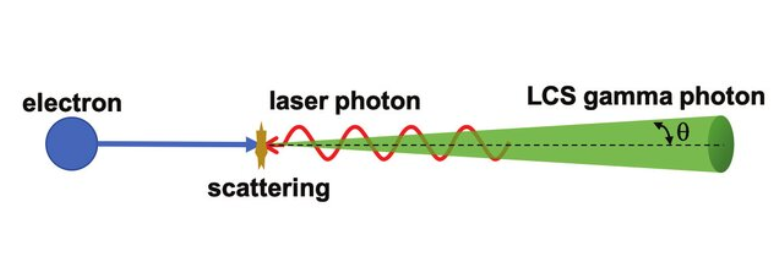 electron
laser photon
LCS gamma photon
θ
scattering